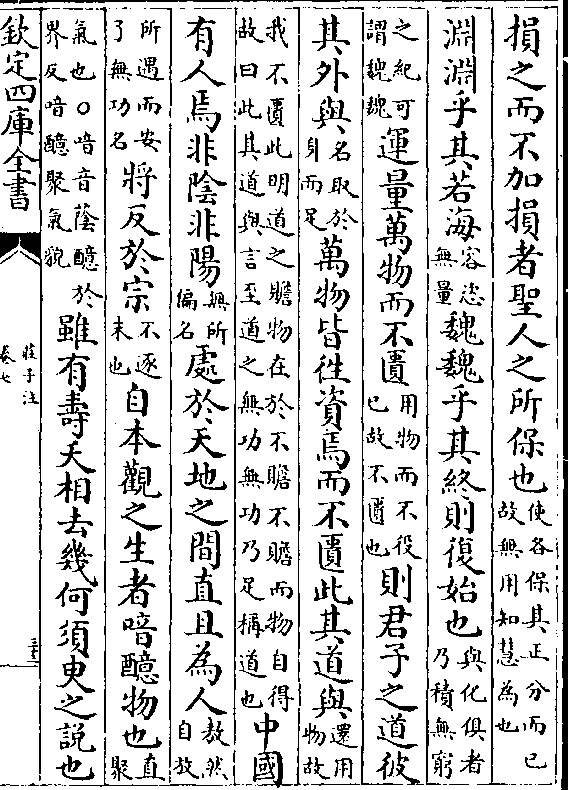 損之而不加損者聖人之所保也使各保其正分而已故無用知慧為也
淵淵乎其若海容恣無量魏魏乎其終則復始也與化俱者乃積無窮
之紀可謂魏魏運量萬物而不匱用物而不役已故不匱也則君子之道彼
其外與名取於身而足萬物皆徃資焉而不匱此其道與還用物故
我不匱此明道之贍物在於不贍不贍而物自得故曰此其道與言至道之無功無功乃足稱道也中國
有人焉非陰非陽無所偏名處於天地之間直且為人敖然自放
所遇而安了無功名將反於宗不逐末也自本觀之生者喑醷物也直聚
氣也○喑音蔭醷於界反喑醷聚氣貌雖有壽夭相去幾何須臾之説也
欽定四庫全書
莊子注
卷七